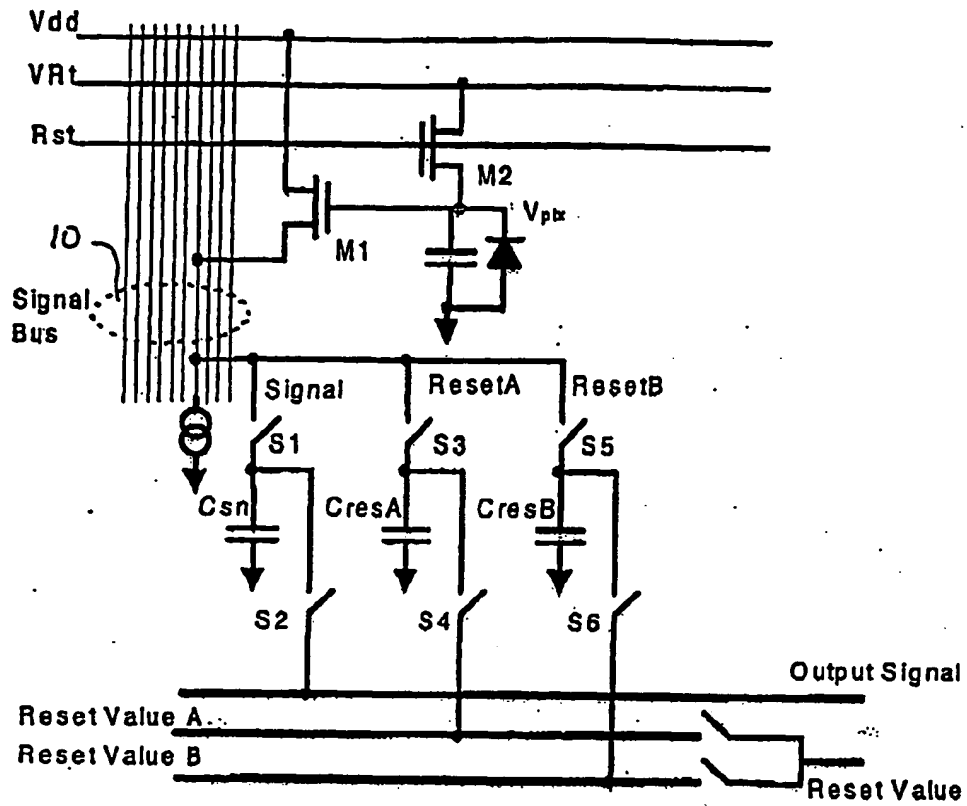 Vdd
VRt
Rst
M2
M1
Vpix
10
Signal
Bus
Signal
ResetA
ResetB
S1
S3
S5
Csn
CresA
CresB
S2
S4
S6
Output Signal
Reset Value A
Reset Value B
Reset Value